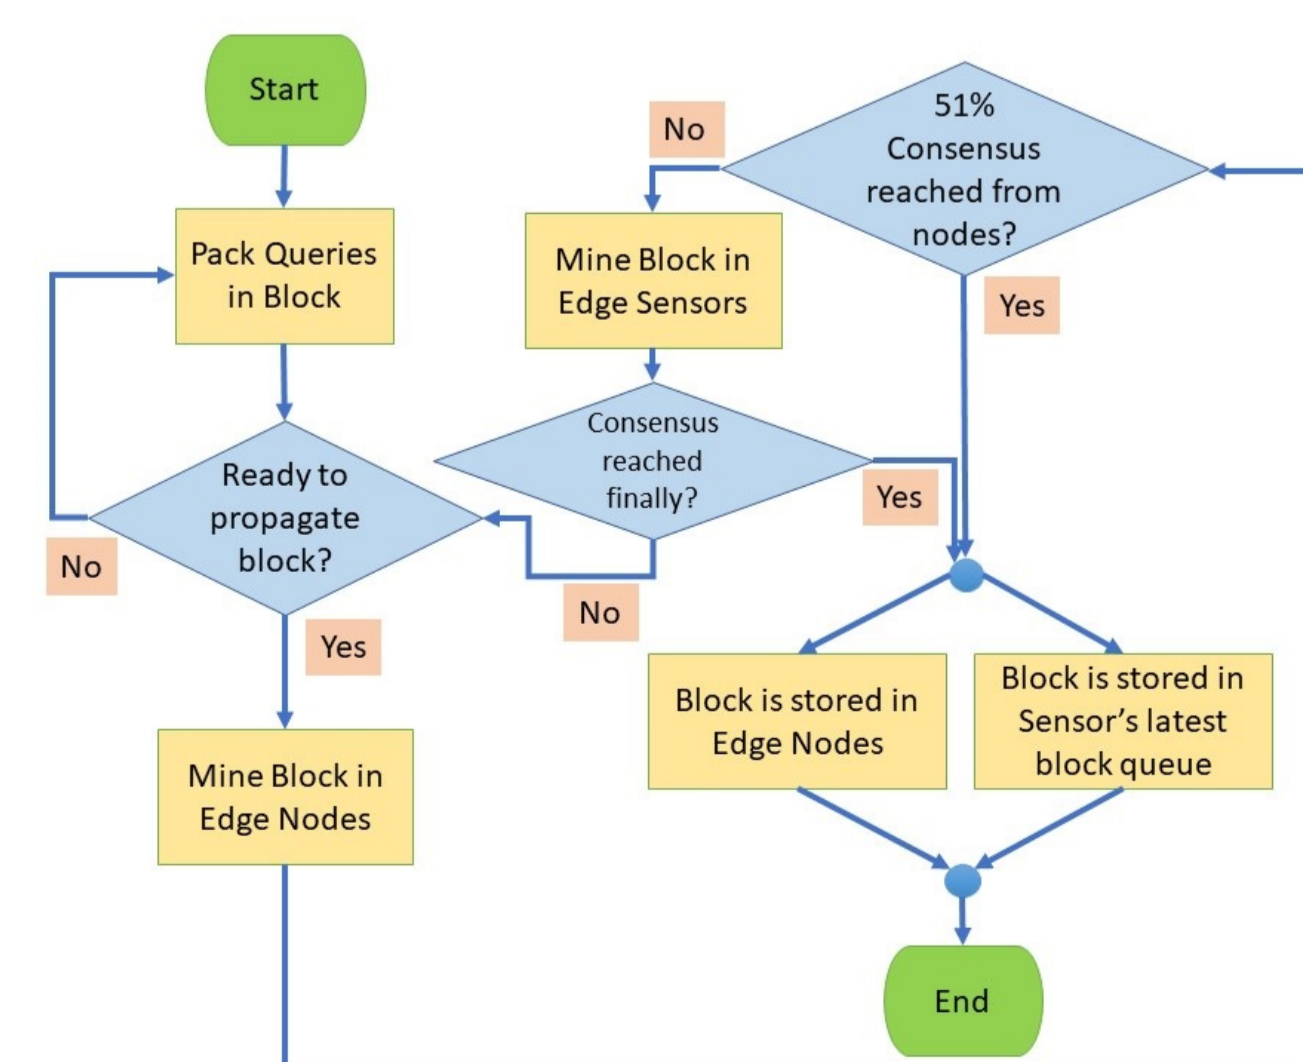 Start
Pack Queries
in Block
Ready to
propagate
block?
No
Yes
Mine Block in
Edge Nodes
51%
Consensus
reached from
nodes?
No
Yes
Mine Block in
Edge Sensors
Consensus
reached
finally?
Yes
No
Block is stored in
Edge Nodes
Block is stored in
Sensor’s latest
block queue
End